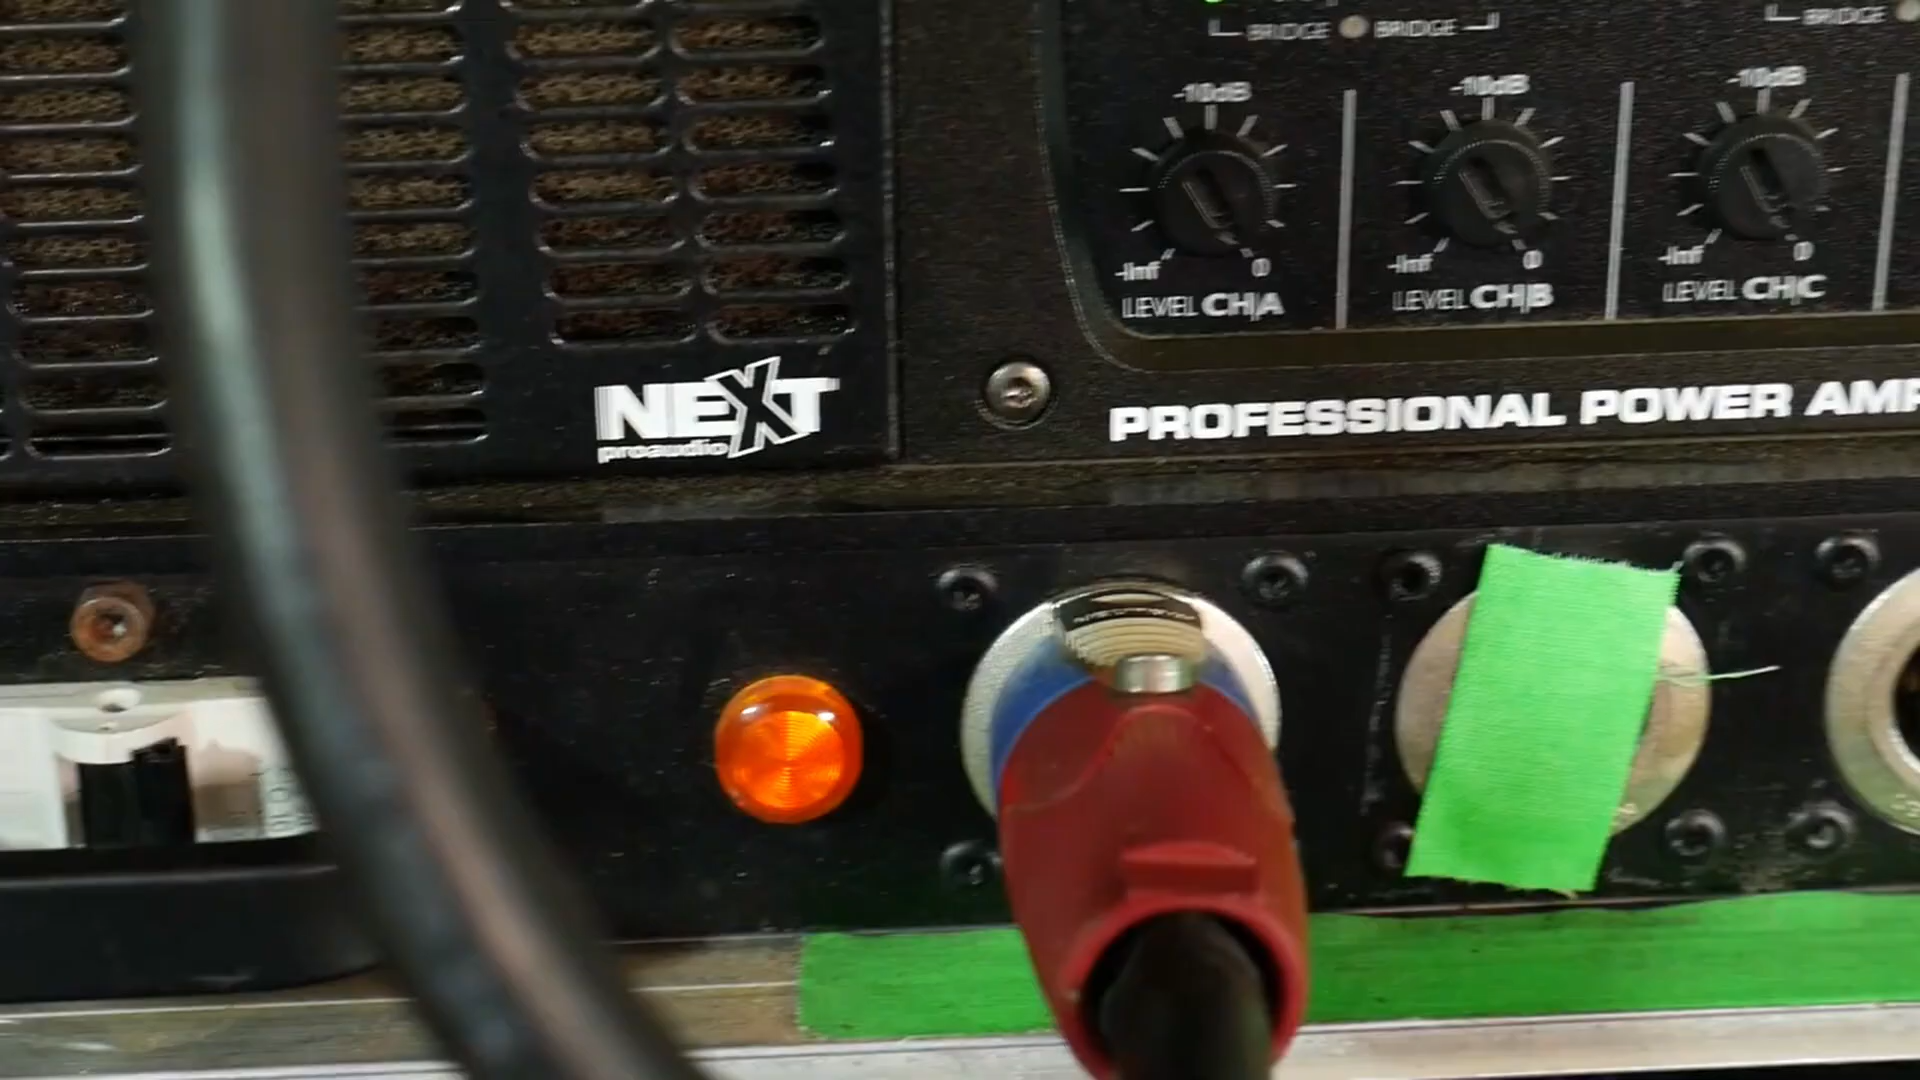 BRIDGE BRIDGE BRIDGE
-10dB -10dB -10dB
-Inf 0 -Inf 0 -Inf 0
LEVEL CH|A LEVEL CH|B LEVEL CH|C
NEXT
proaudio
PROFESSIONAL POWER AMP